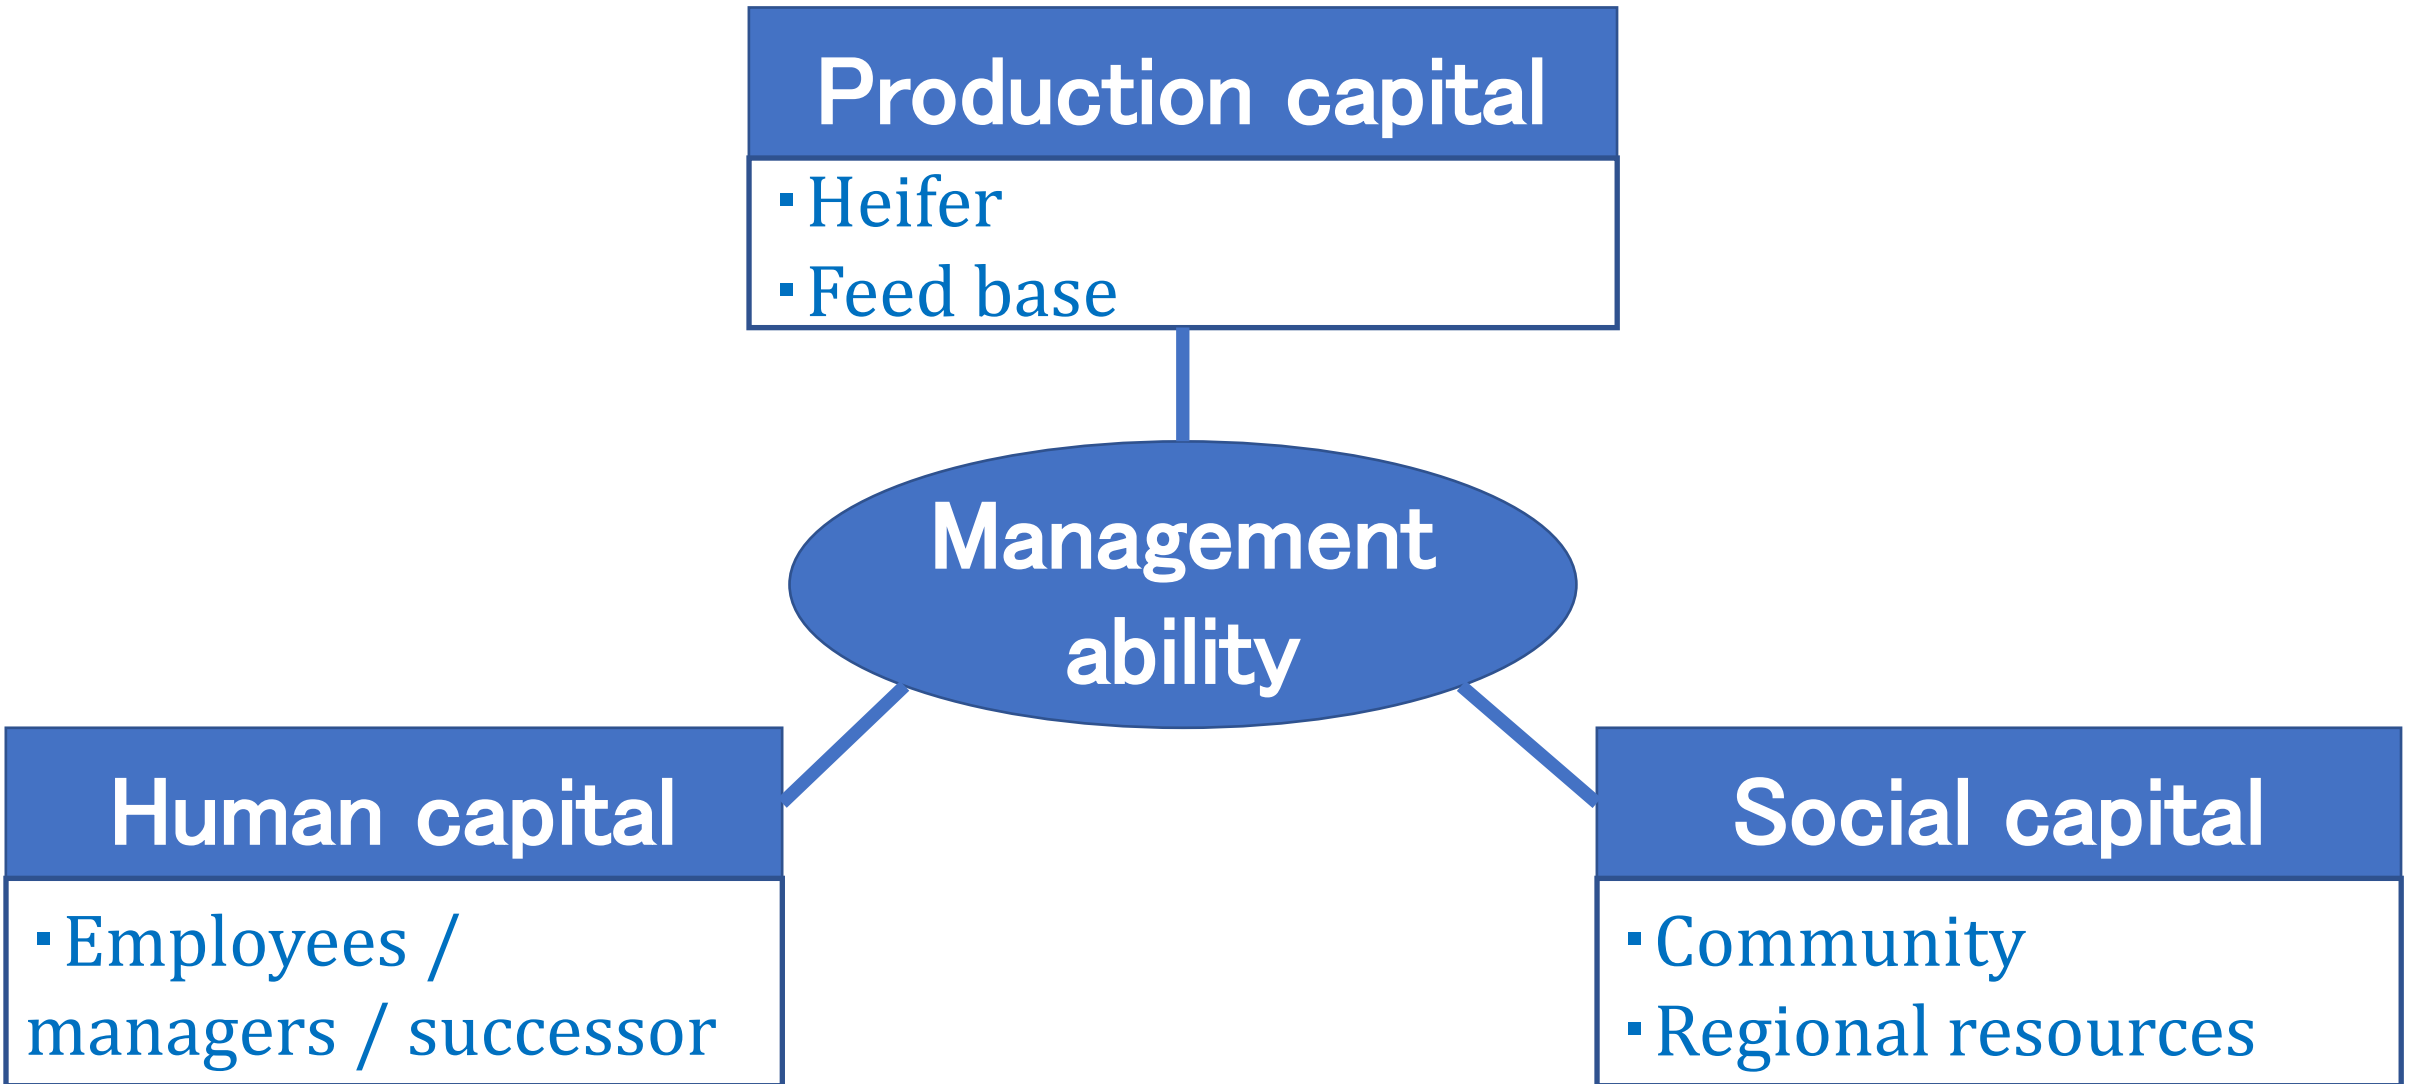 Production capital
▪Heifer
▪Feed base
Management
ability
Human capital
▪Employees /
managers / successor
Social capital
▪Community
▪Regional resources